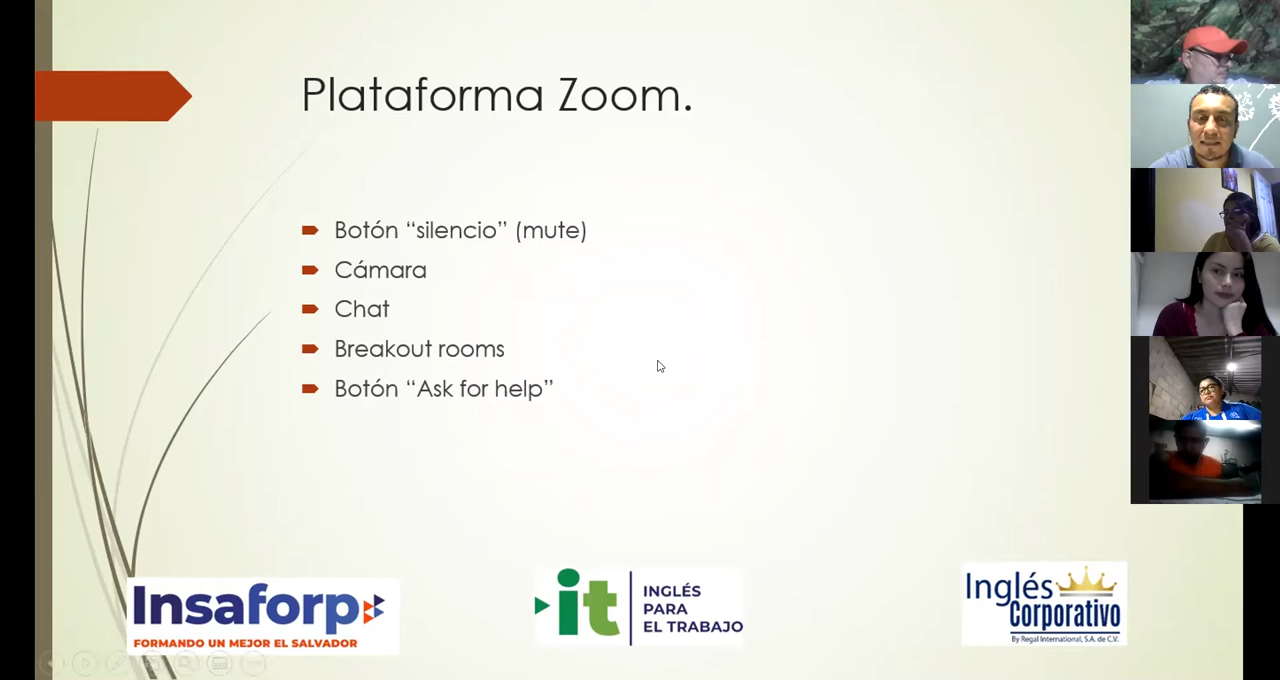 Plataforma Zoom.
Botón “silencio” (mute)
Cámara
Chat
Breakout rooms
Botón “Ask for help”
Insaforp
FORMANDO UN MEJOR EL SALVADOR
it
INGLÉS
PARA
EL TRABAJO
Inglés
Corporativo
By Regal International, S.A. de C.V.